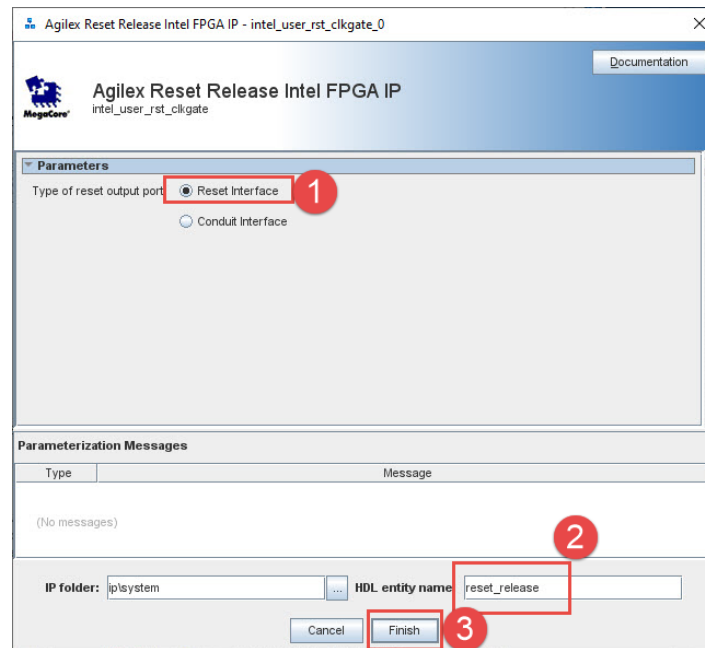 Agilex Reset Release Intel FPGA IP - intel_user_rst_clkgate_0
Documentation
Agilex Reset Release Intel FPGA IP
intel_user_rst_clkgate
MegaCore®
Parameters
Type of reset output port
Reset Interface
1
Conduit Interface
Parameterization Messages
Type Message
(No messages)
2
IP folder: ip\system ... HDL entity name reset_release
Cancel Finish 3